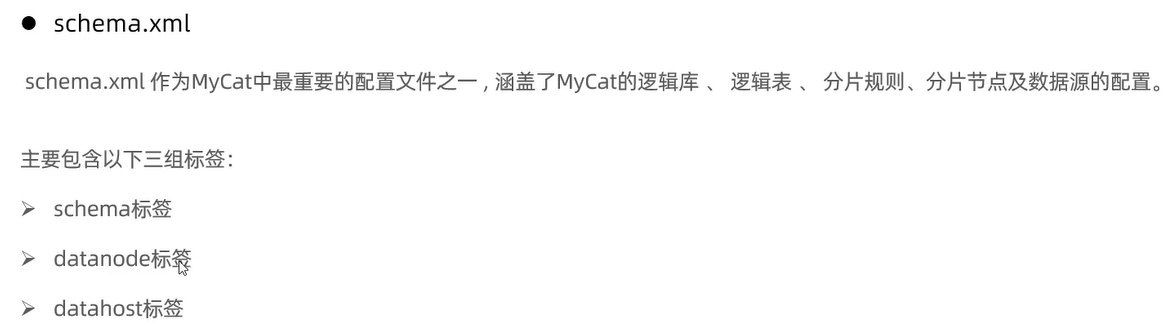 ● schema.xml
schema.xml 作为MyCat中最重要的配置文件之一 , 涵盖了MyCat的逻辑库 、 逻辑表 、 分片规则、分片节点及数据源的配置。
主要包含以下三组标签：
➢ schema标签
➢ datanode标签
➢ datahost标签